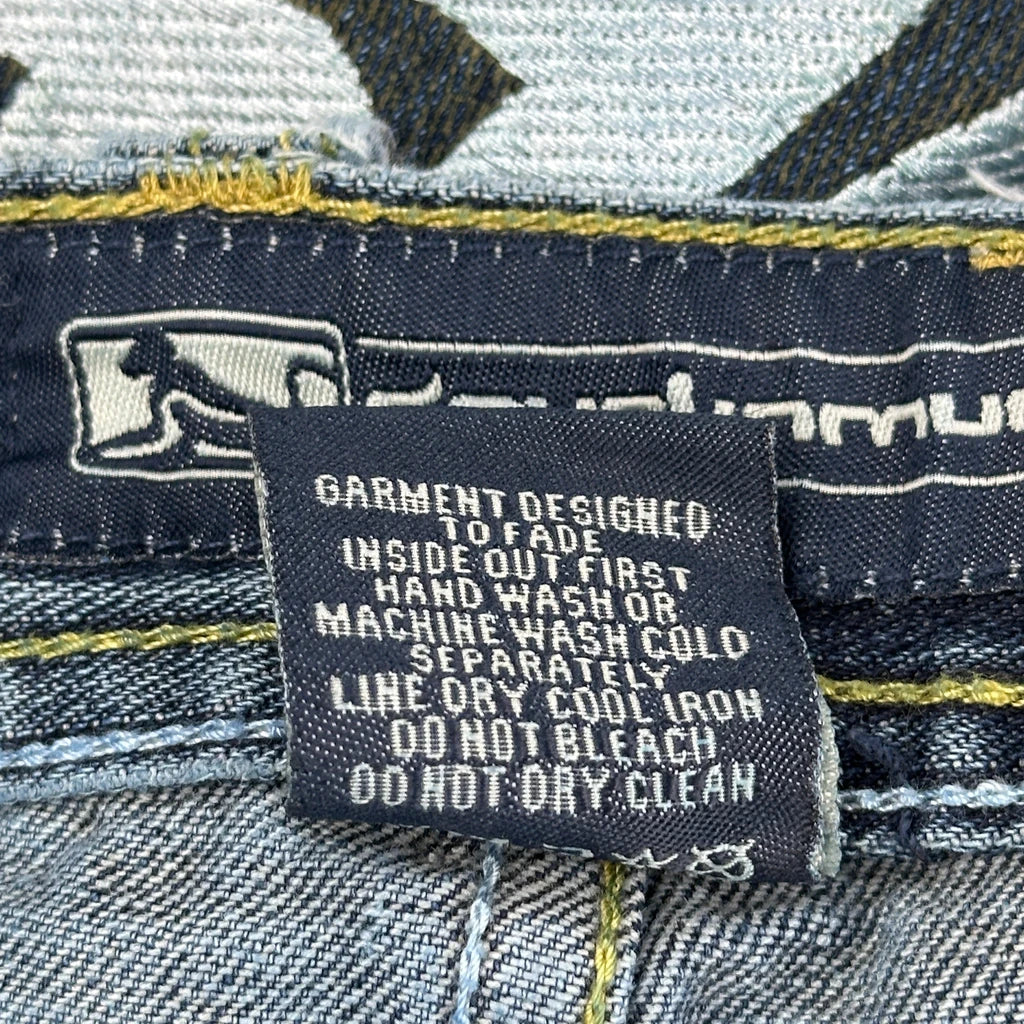 GARMENT DESIGNED
TO FADE
INSIDE OUT FIRST
HAND WASH OR
MACHINE WASH COLD
SEPARATELY
LINE DRY COOL IRON
DO NOT BLEACH
DO NOT DRY CLEAN